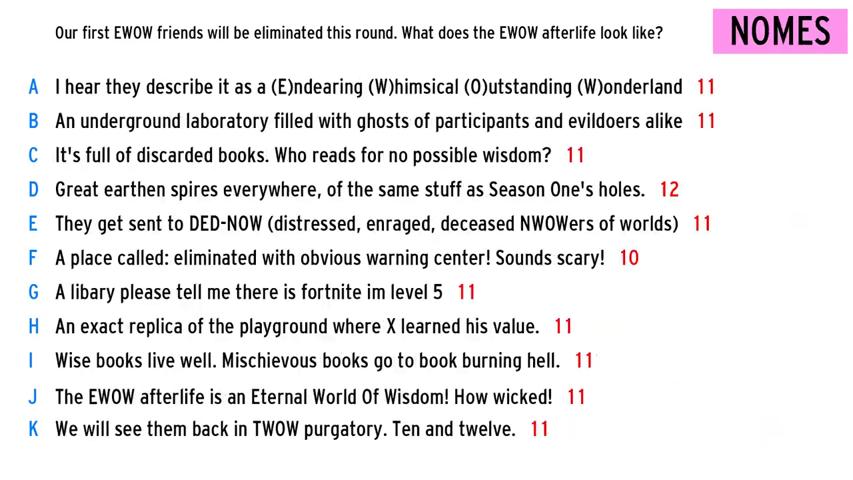 Our first EWOW friends will be eliminated this round. What does the EWOW afterlife look like?
NOMES
A I hear they describe it as a (E)ndearing (W)himsical (O)utstanding (W)onderland 11
B An underground laboratory filled with ghosts of participants and evildoers alike 11
C It's full of discarded books. Who reads for no possible wisdom? 11
D Great earthen spires everywhere, of the same stuff as Season One's holes. 12
E They get sent to DED-NOW (distressed, enraged, deceased NWOWers of worlds) 11
F A place called: eliminated with obvious warning center! Sounds scary! 10
G A libary please tell me there is fortnite im level 5 11
H An exact replica of the playground where X learned his value. 11
I Wise books live well. Mischievous books go to book burning hell. 11
J The EWOW afterlife is an Eternal World Of Wisdom! How wicked! 11
K We will see them back in TWOW purgatory. Ten and twelve. 11